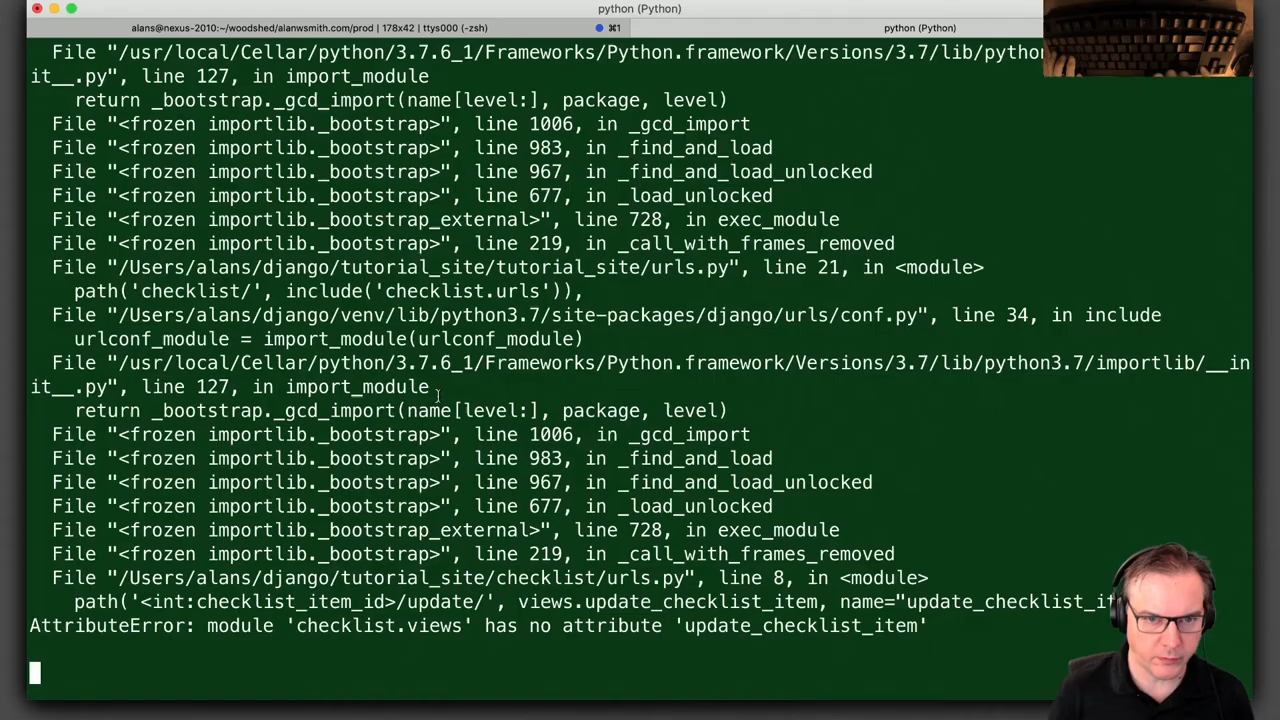 python (Python)
alans@nexus-2010:~/woodshed/alanwsmith.com/prod | 178x42 | ttys000 (-zsh)
⌘1
python (Python)
File "/usr/local/Cellar/python/3.7.6_1/Frameworks/Python.framework/Versions/3.7/lib/pytho
it__.py", line 127, in import_module
return _bootstrap._gcd_import(name[level:], package, level)
File "<frozen importlib._bootstrap>", line 1006, in _gcd_import
File "<frozen importlib._bootstrap>", line 983, in _find_and_load
File "<frozen importlib._bootstrap>", line 967, in _find_and_load_unlocked
File "<frozen importlib._bootstrap>", line 677, in _load_unlocked
File "<frozen importlib._bootstrap_external>", line 728, in exec_module
File "<frozen importlib._bootstrap>", line 219, in _call_with_frames_removed
File "/Users/alans/django/tutorial_site/tutorial_site/urls.py", line 21, in <module>
path('checklist/', include('checklist.urls')),
File "/Users/alans/django/venv/lib/python3.7/site-packages/django/urls/conf.py", line 34, in include
urlconf_module = import_module(urlconf_module)
File "/usr/local/Cellar/python/3.7.6_1/Frameworks/Python.framework/Versions/3.7/lib/python3.7/importlib/__in
it__.py", line 127, in import_module
return _bootstrap._gcd_import(name[level:], package, level)
File "<frozen importlib._bootstrap>", line 1006, in _gcd_import
File "<frozen importlib._bootstrap>", line 983, in _find_and_load
File "<frozen importlib._bootstrap>", line 967, in _find_and_load_unlocked
File "<frozen importlib._bootstrap>", line 677, in _load_unlocked
File "<frozen importlib._bootstrap_external>", line 728, in exec_module
File "<frozen importlib._bootstrap>", line 219, in _call_with_frames_removed
File "/Users/alans/django/tutorial_site/checklist/urls.py", line 8, in <module>
path('<int:checklist_item_id>/update/', views.update_checklist_item, name="update_checklist_it
AttributeError: module 'checklist.views' has no attribute 'update_checklist_item'